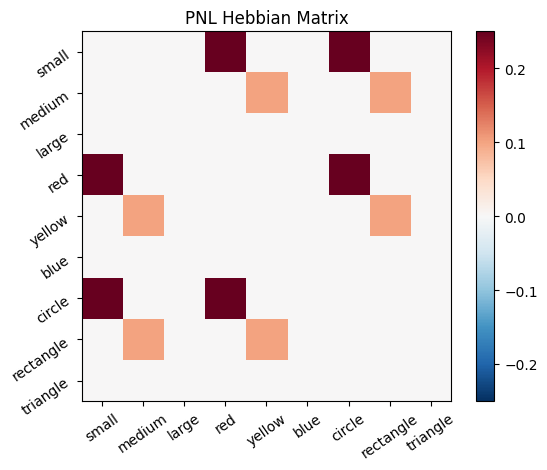 PNL Hebbian Matrix
small
medium
large
red
yellow
blue
circle
rectangle
triangle
small
medium
large
red
yellow
blue
circle
rectangle
triangle
0.2
0.1
0.0
−0.1
−0.2